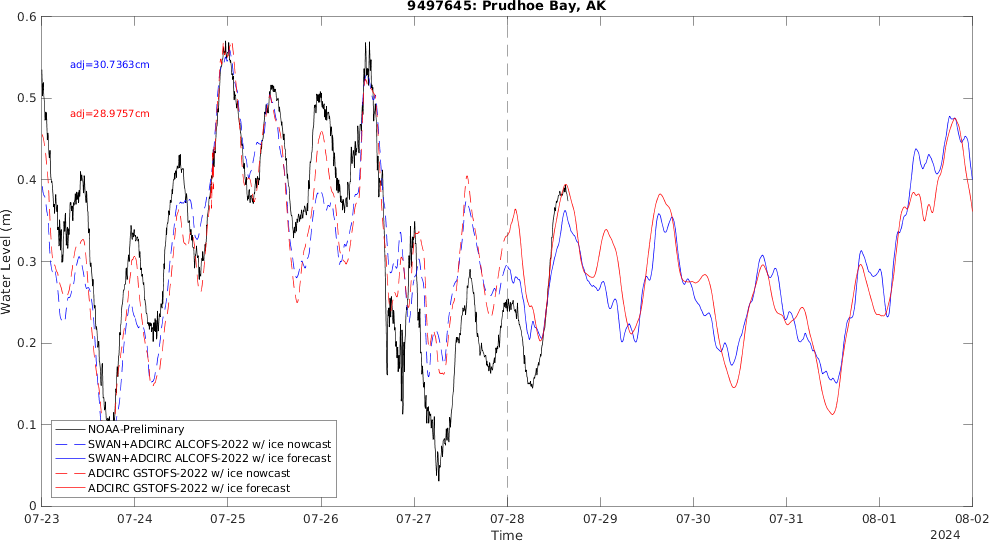 9497645: Prudhoe Bay, AK
adj=30.7363cm
adj=28.9757cm
Water Level (m)
0.6
0.5
0.4
0.3
0.2
0.1
0
NOAA-Preliminary
SWAN+ADCIRC ALCOFS-2022 w/ ice nowcast
SWAN+ADCIRC ALCOFS-2022 w/ ice forecast
ADCIRC GSTOFS-2022 w/ ice nowcast
ADCIRC GSTOFS-2022 w/ ice forecast
07-23 07-24 07-25 07-26 07-27 07-28 07-29 07-30 07-31 08-01 08-02
Time
2024